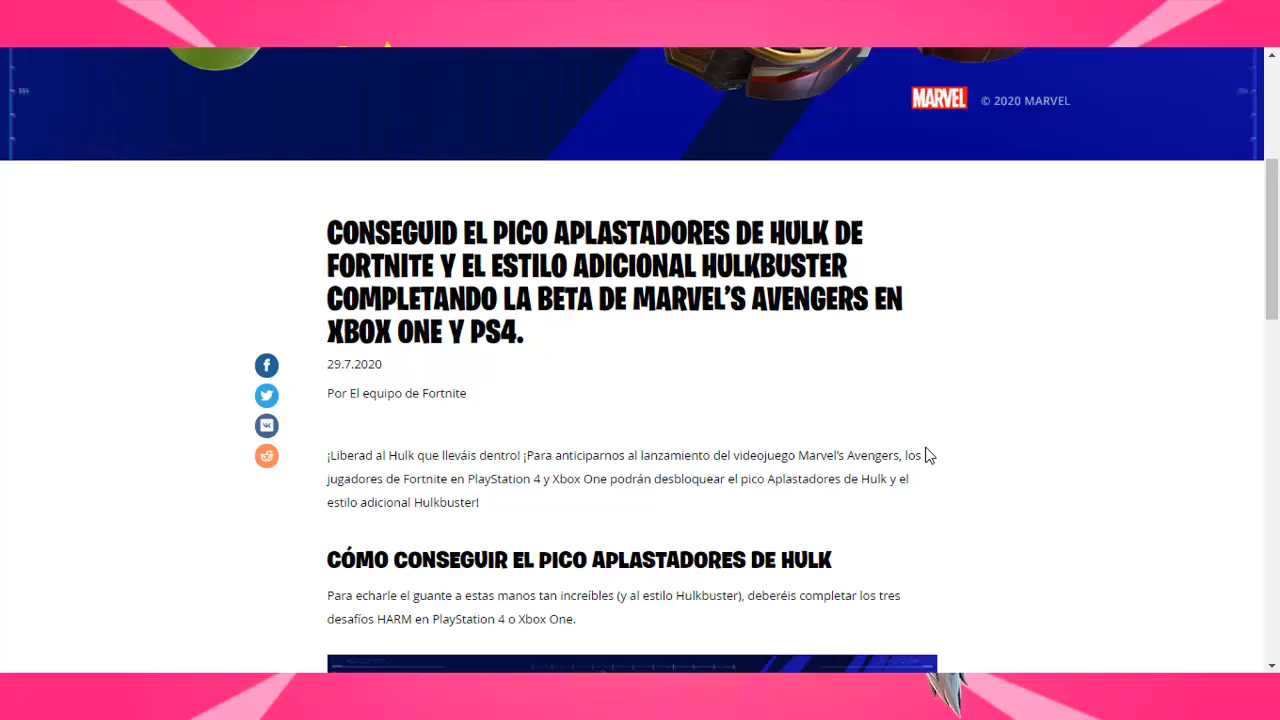 MARVEL © 2020 MARVEL
CONSEGUID EL PICO APLASTADORES DE HULK DE
FORTNITE Y EL ESTILO ADICIONAL HULKBUSTER
COMPLETANDO LA BETA DE MARVEL’S AVENGERS EN
XBOX ONE Y PS4.
29.7.2020
Por El equipo de Fortnite
¡Liberad al Hulk que lleváis dentro! ¡Para anticiparnos al lanzamiento del videojuego Marvel’s Avengers, los
jugadores de Fortnite en PlayStation 4 y Xbox One podrán desbloquear el pico Aplastadores de Hulk y el
estilo adicional Hulkbuster!
CÓMO CONSEGUIR EL PICO APLASTADORES DE HULK
Para echarle el guante a estas manos tan increíbles (y al estilo Hulkbuster), deberéis completar los tres
desafíos HARM en PlayStation 4 o Xbox One.